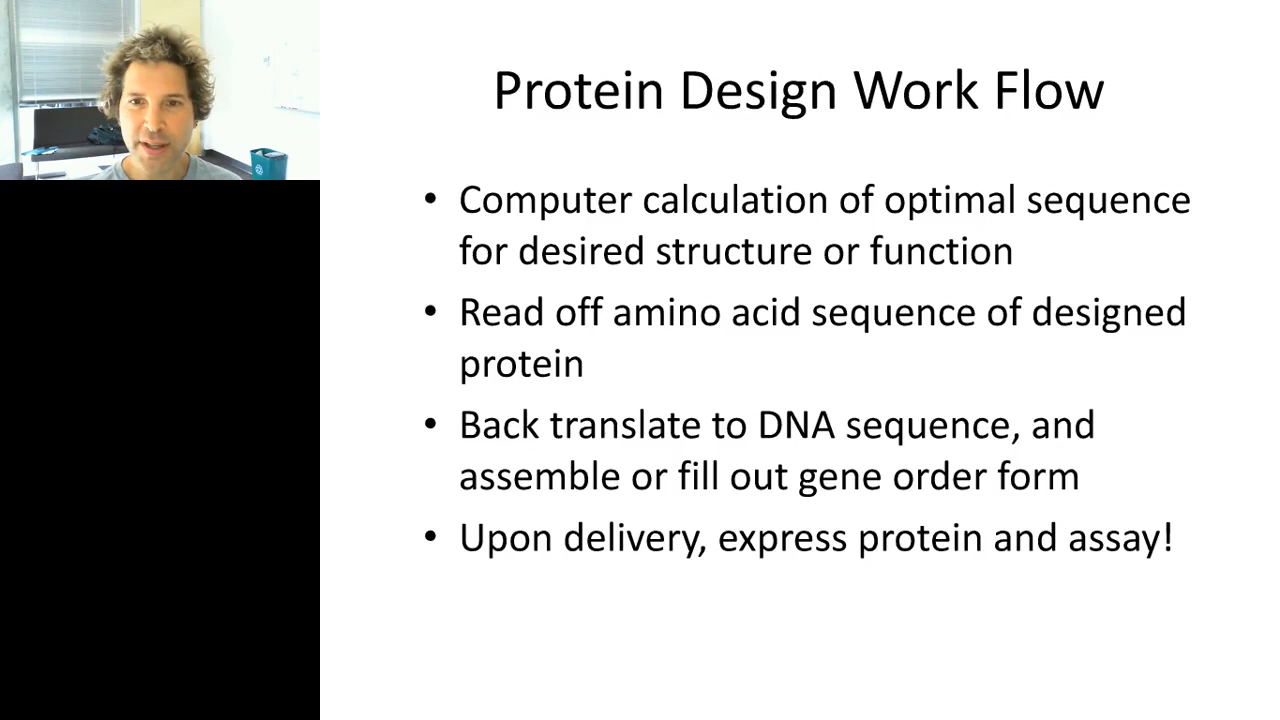 Protein Design Work Flow
• Computer calculation of optimal sequence
for desired structure or function
• Read off amino acid sequence of designed
protein
• Back translate to DNA sequence, and
assemble or fill out gene order form
• Upon delivery, express protein and assay!